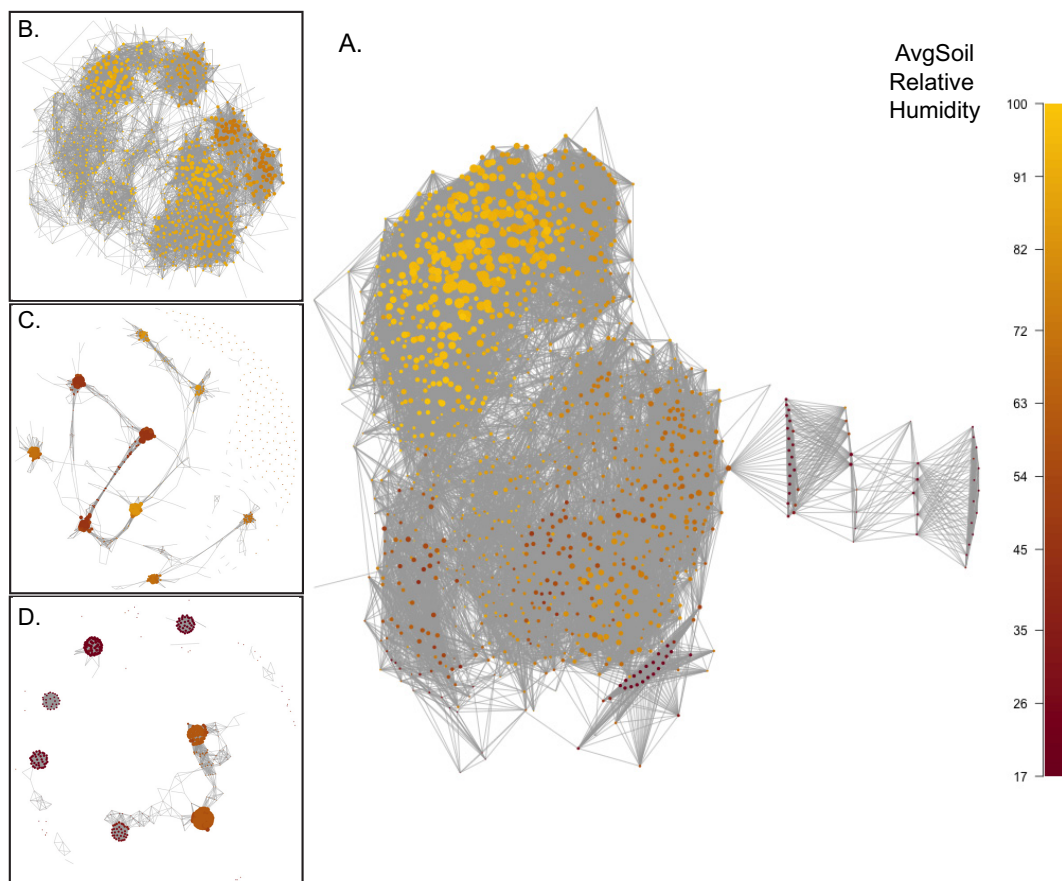 B.
A.
AvgSoil
Relative
Humidity
100
91
82
72
63
54
45
35
26
17
C.
D.